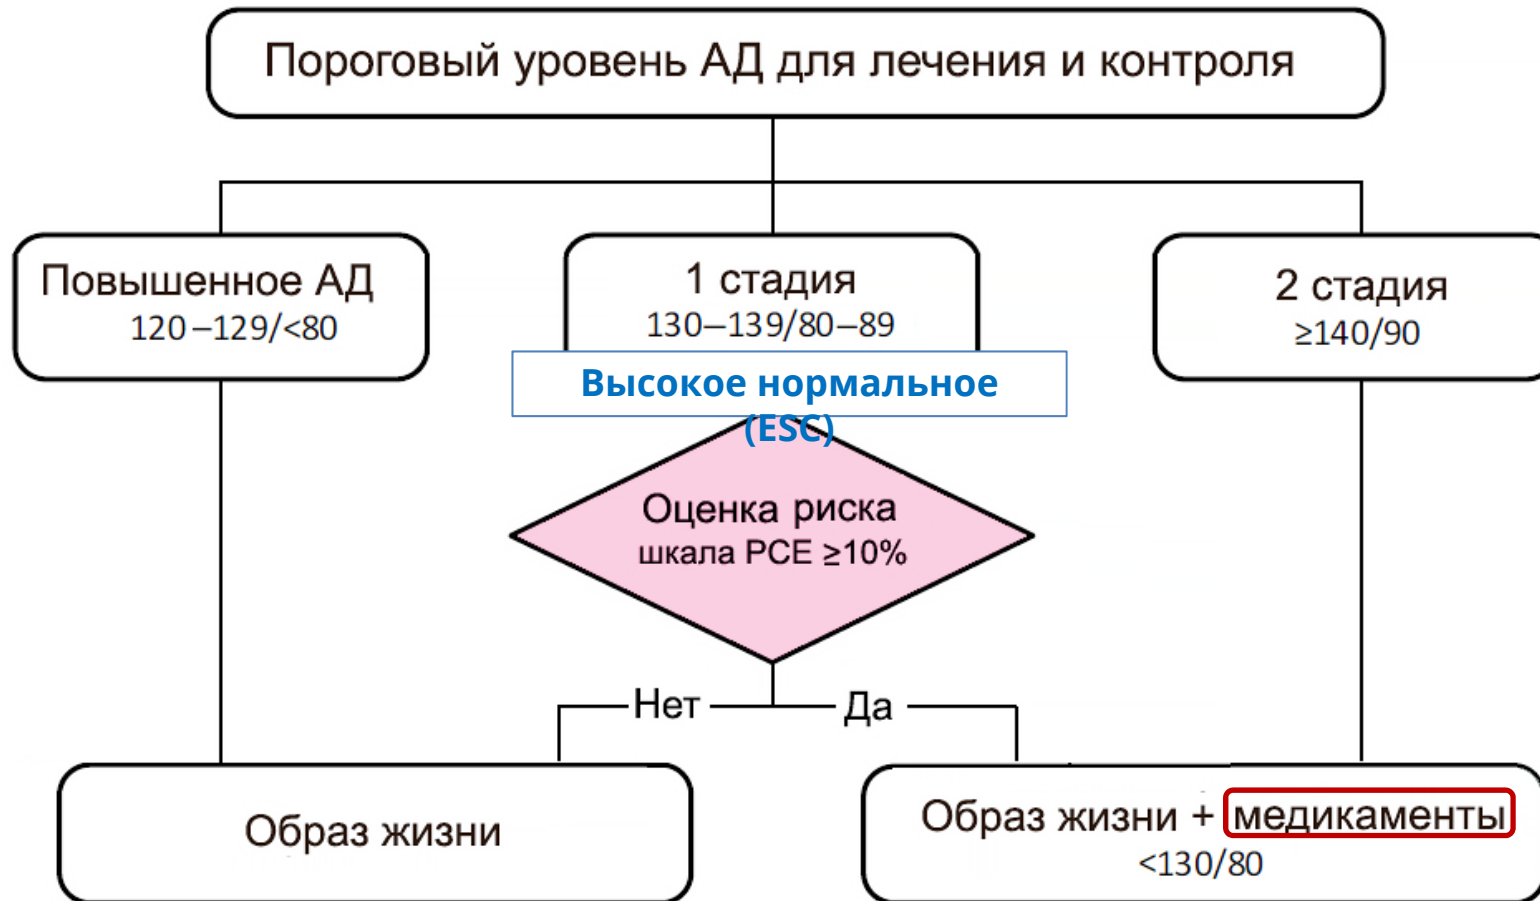 Пороговый уровень АД для лечения и контроля
Повышенное АД
120–129/<80
1 стадия
130–139/80–89
2 стадия
≥140/90
Высокое нормальное
(ESC)
Оценка риска
шкала PCE ≥10%
Нет
Да
Образ жизни
Образ жизни + медикаменты
<130/80